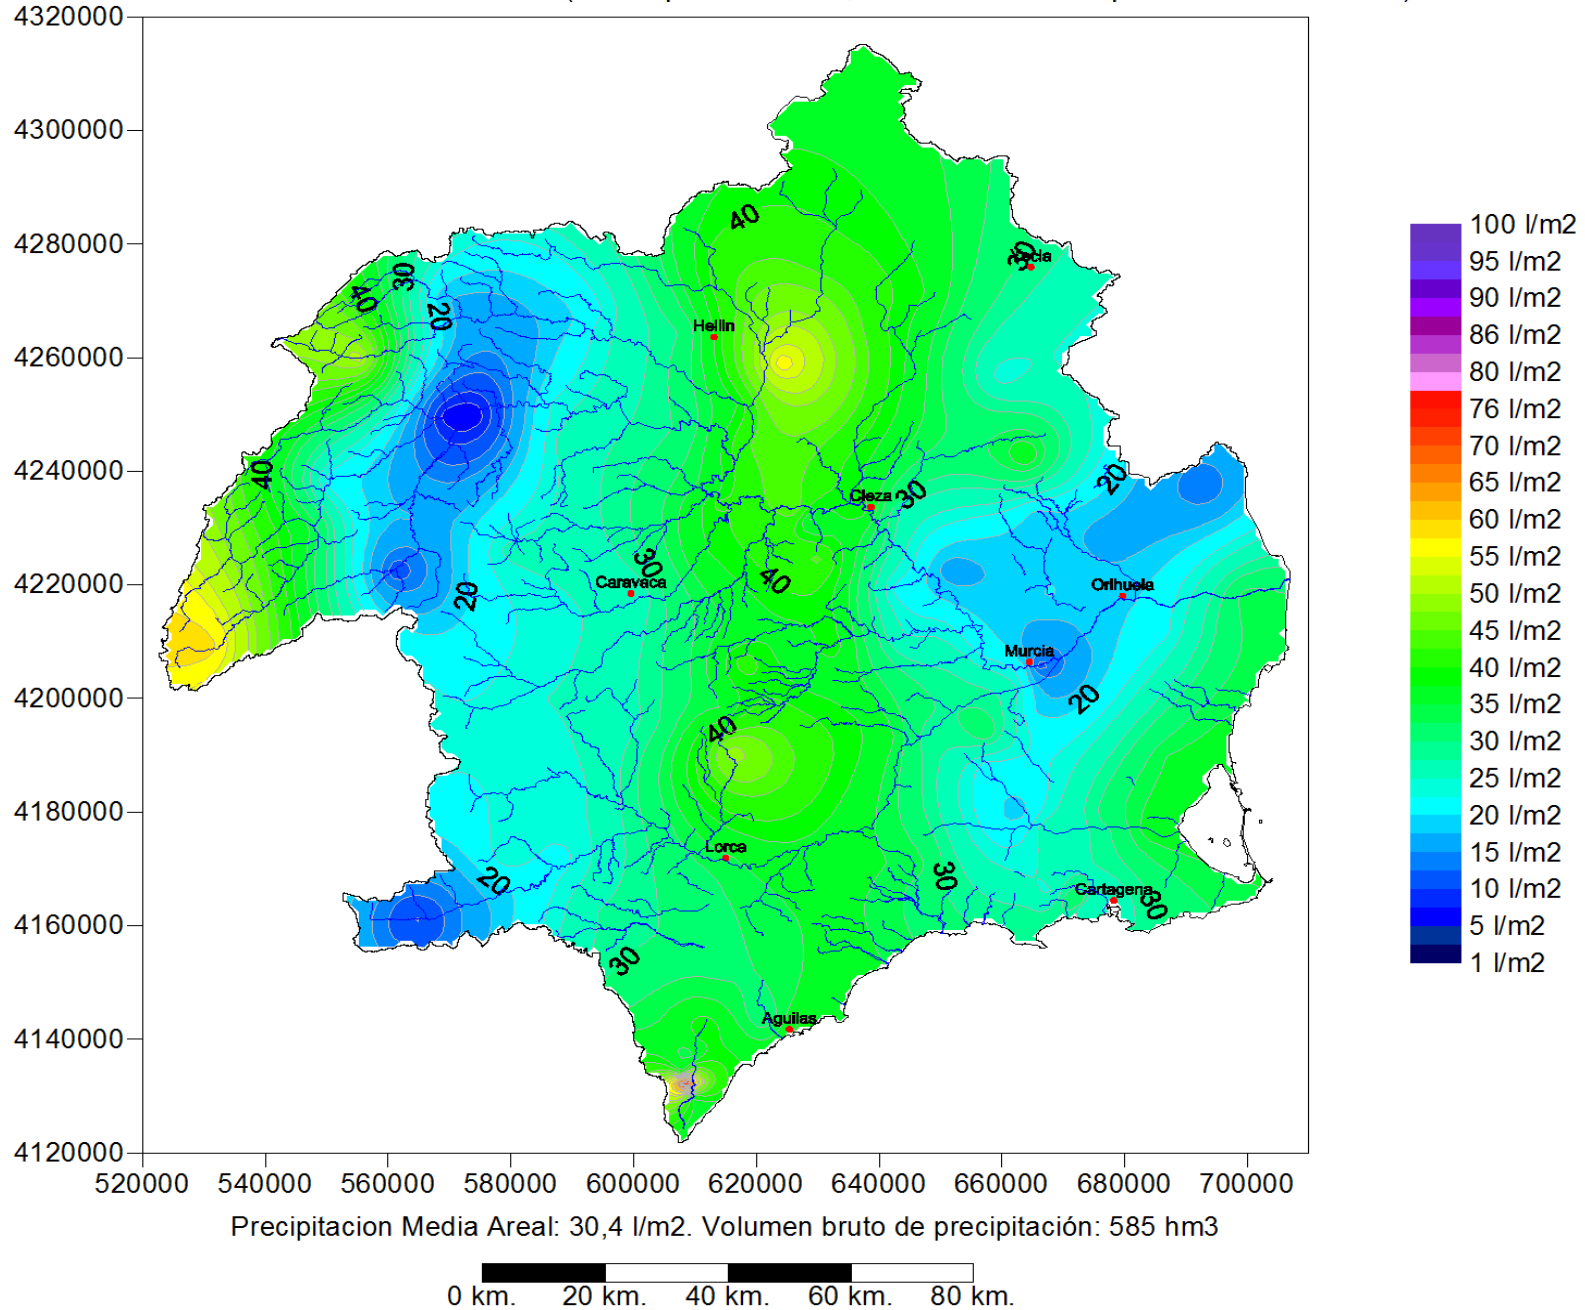 4320000
4300000
4280000
4260000
4240000
4220000
4200000
4180000
4160000
4140000
4120000
520000 540000 560000 580000 600000 620000 640000 660000 680000 700000
40
30
40
30
20
Hellin
40
20
Cieza
30
30
Caravaca
40
20
Orihuela
Murcia
20
40
Lorca
20
30
Cartagena
30
30
Aguilas
100 l/m2
95 l/m2
90 l/m2
86 l/m2
80 l/m2
76 l/m2
70 l/m2
65 l/m2
60 l/m2
55 l/m2
50 l/m2
45 l/m2
40 l/m2
35 l/m2
30 l/m2
25 l/m2
20 l/m2
15 l/m2
10 l/m2
5 l/m2
1 l/m2
Precipitacion Media Areal: 30,4 l/m2. Volumen bruto de precipitación: 585 hm3
0 km. 20 km. 40 km. 60 km. 80 km.